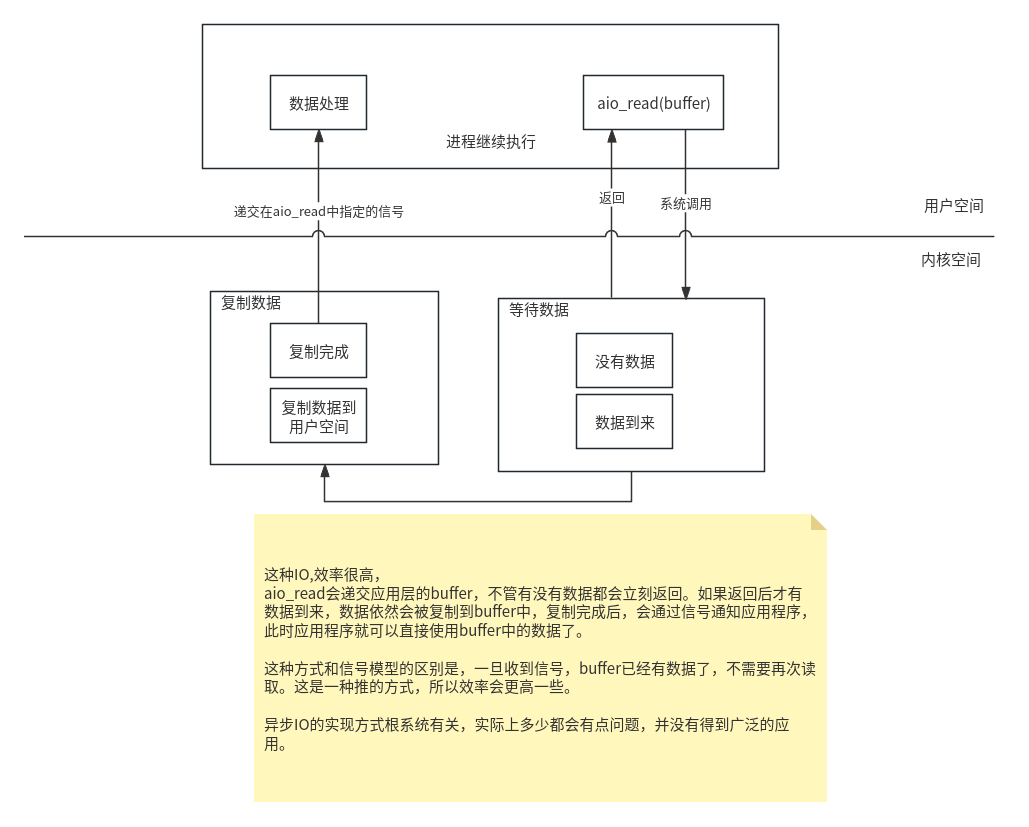 数据处理
aio_read(buffer)
进程继续执行
返回
系统调用
递交在aio_read中指定的信号
用户空间
内核空间
复制数据
复制完成
复制数据到
用户空间
等待数据
没有数据
数据到来
这种IO,效率很高，
aio_read会递交应用层的buffer，不管有没有数据都会立刻返回。如果返回后才有
数据到来，数据依然会被复制到buffer中，复制完成后，会通过信号通知应用程序，
此时应用程序就可以直接使用buffer中的数据了。
这种方式和信号模型的区别是，一旦收到信号，buffer已经有数据了，不需要再次读
取。这是一种推的方式，所以效率会更高一些。
异步IO的实现方式根系统有关，实际上多少都会有点问题，并没有得到广泛的应
用。